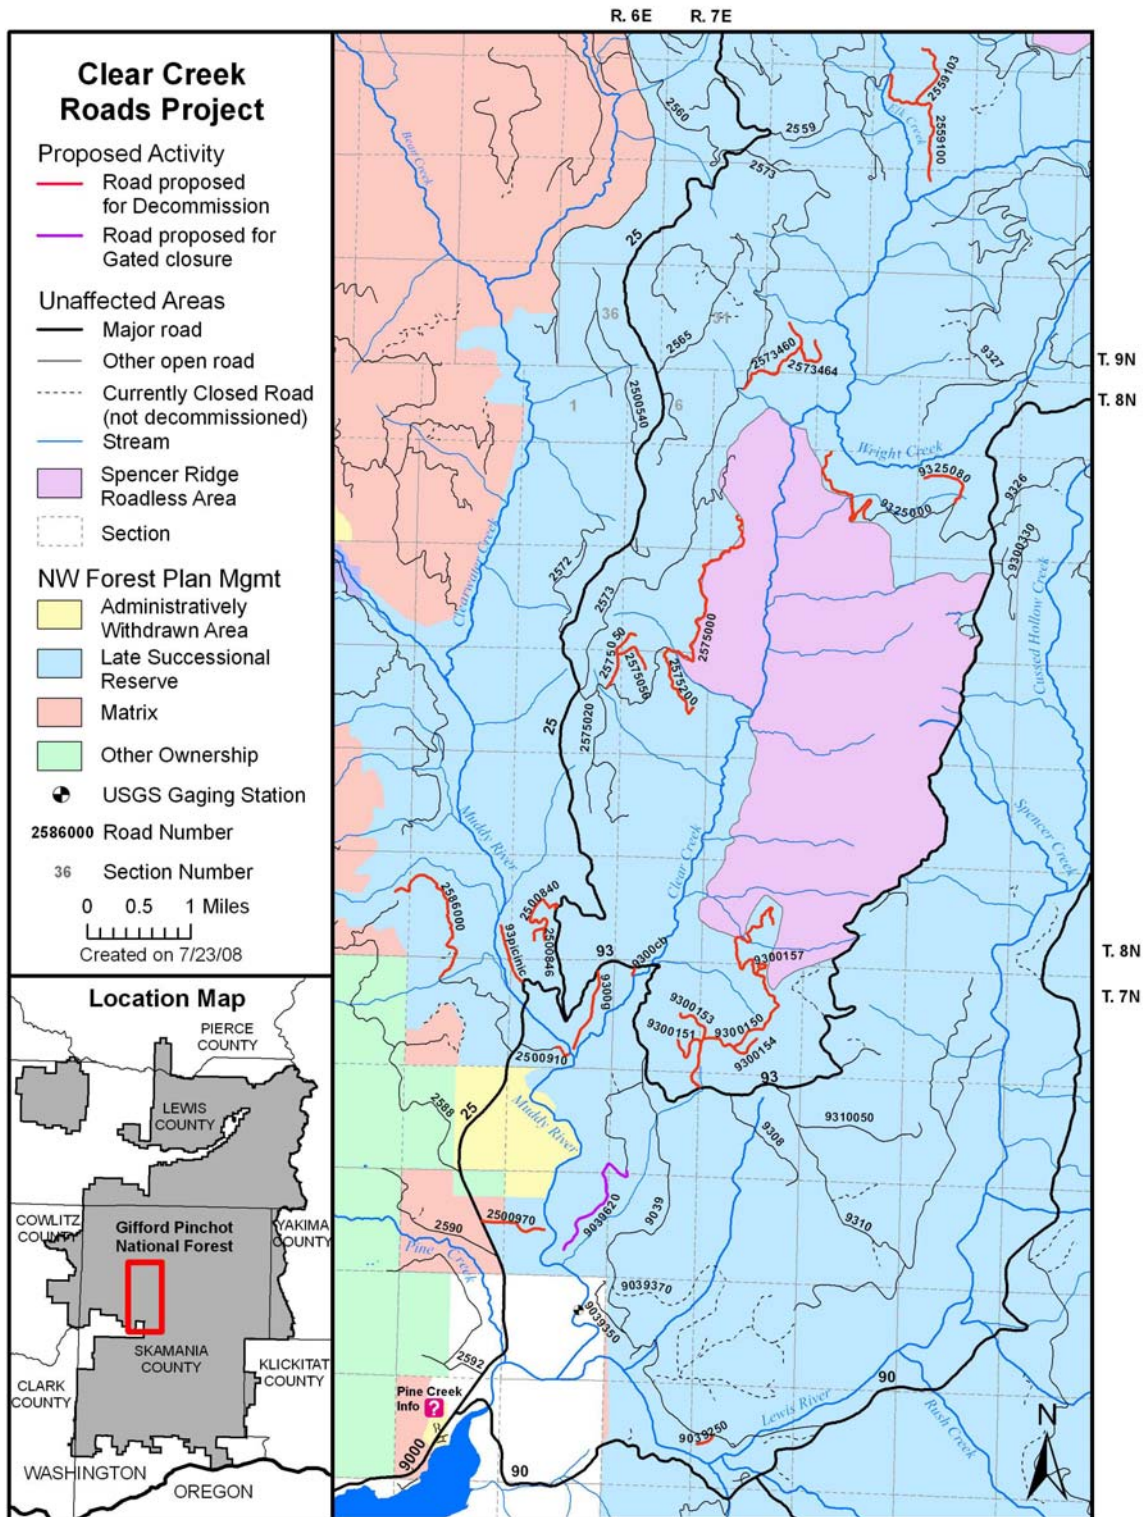 R. 6E R. 7E
Clear Creek
Roads Project
Proposed Activity
Road proposed
for Decommission
Road proposed for
Gated closure
Unaffected Areas
Major road
Other open road
Currently Closed Road
(not decommissioned)
Stream
Spencer Ridge
Roadless Area
Section
NW Forest Plan Mgmt
Administratively
Withdrawn Area
Late Successional
Reserve
Matrix
Other Ownership
USGS Gaging Station
2586000 Road Number
36 Section Number
0 0.5 1 Miles
Created on 7/23/08
Location Map
PIERCE
COUNTY
LEWIS
COUNTY
COWLITZ
COUNTY
Gifford Pinchot
National Forest
YAKIMA
COUNTY
SKAMANIA
COUNTY
KLICKITAT
COUNTY
CLARK
COUNTY
WASHINGTON
OREGON
Bean Creek
2560
2559
2573
Elk Creek
2559103
2559100
25
36
31
2565
2573460
2573464
9327
T. 9N
T. 8N
2500540
1
6
Wright Creek
9325080
9325000
9326
9300330
Clearwater Creek
2572
2573
2575050
2575056
2575000
2575200
2575020
25
Cussed Hollow Creek
Muddy River
Clear Creek
Spencer Creek
2586000
2500840
2500846
93picinic
93
9300cb
9300g
9300157
T. 8N
T. 7N
9300153
9300151
9300150
9300154
2500910
93
2588
25
Muddy River
9308
9310050
9310
9039
9039620
2500970
2590
Pine Creek
9039370
9039350
2592
90
Pine Creek
Info ?
Lewis River
Rush Creek
9039250
9000
90
N